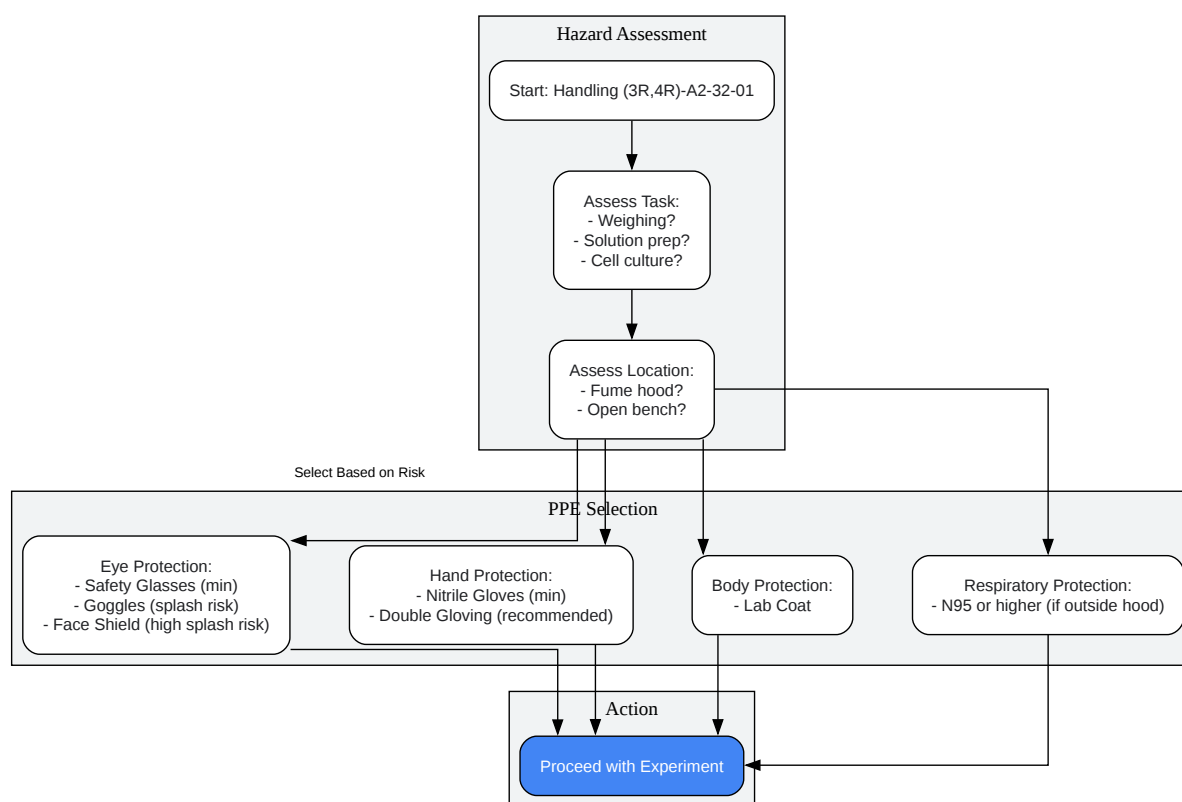 Hazard Assessment
Start: Handling (3R,4R)-A2-32-01
Assess Task:
- Weighing?
- Solution prep?
- Cell culture?
Assess Location:
- Fume hood?
- Open bench?
Select Based on Risk
PPE Selection
Eye Protection:
- Safety Glasses (min)
- Goggles (splash risk)
- Face Shield (high splash risk)
Hand Protection:
- Nitrile Gloves (min)
- Double Gloving (recommended)
Body Protection:
- Lab Coat
Respiratory Protection:
- N95 or higher (if outside hood)
Action
Proceed with Experiment